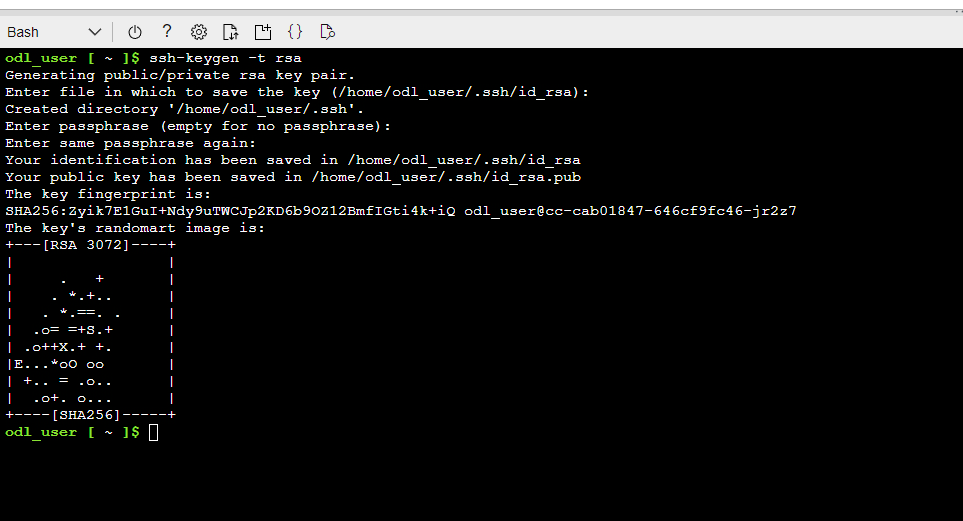 Bash
? {}
odl_user [ ~ ]$ ssh-keygen -t rsa
Generating public/private rsa key pair.
Enter file in which to save the key (/home/odl_user/.ssh/id_rsa):
Created directory '/home/odl_user/.ssh'.
Enter passphrase (empty for no passphrase):
Enter same passphrase again:
Your identification has been saved in /home/odl_user/.ssh/id_rsa
Your public key has been saved in /home/odl_user/.ssh/id_rsa.pub
The key fingerprint is:
SHA256:Zyik7E1GuI+Ndy9uTWCJp2KD6b9OZ12BmfIGti4k+iQ odl_user@cc-cab01847-646cf9fc46-jr2z7
The key's randomart image is:
+---[RSA 3072]----+
|                 |
|     .   +       |
|    . *.+..      |
|   . *.==. .     |
|  .o= =+S.+      |
| .o++X.+ +.      |
|E...*oO oo       |
| +.. = .o..      |
|  .o+. o...      |
+----[SHA256]-----+
odl_user [ ~ ]$